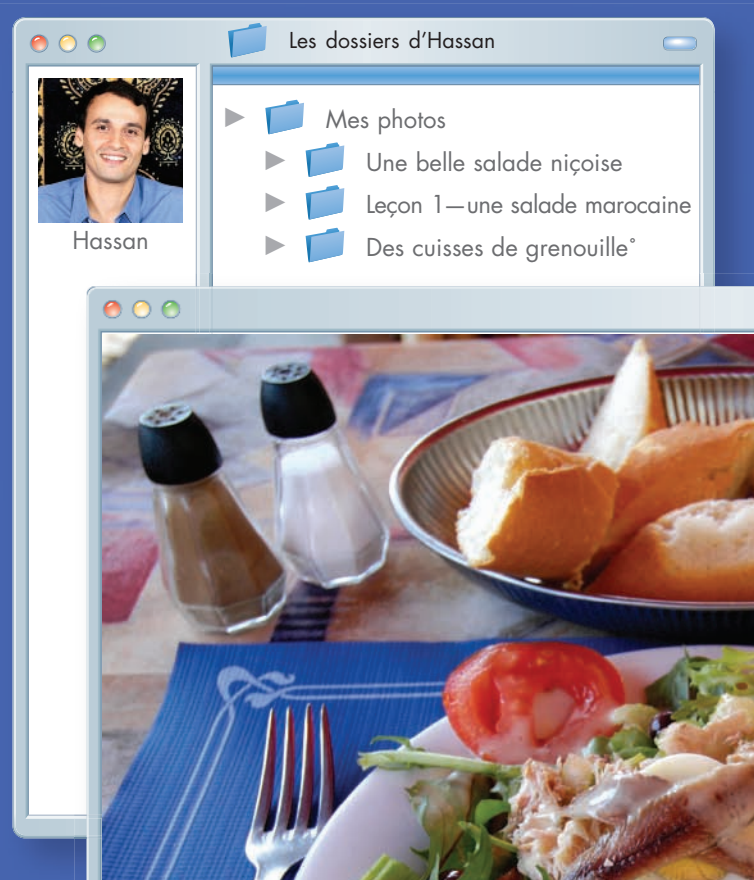 Les dossiers d'Hassan
Hassan
Mes photos
Une belle salade niçoise
Leçon 1—une salade marocaine
Des cuisses de grenouille°